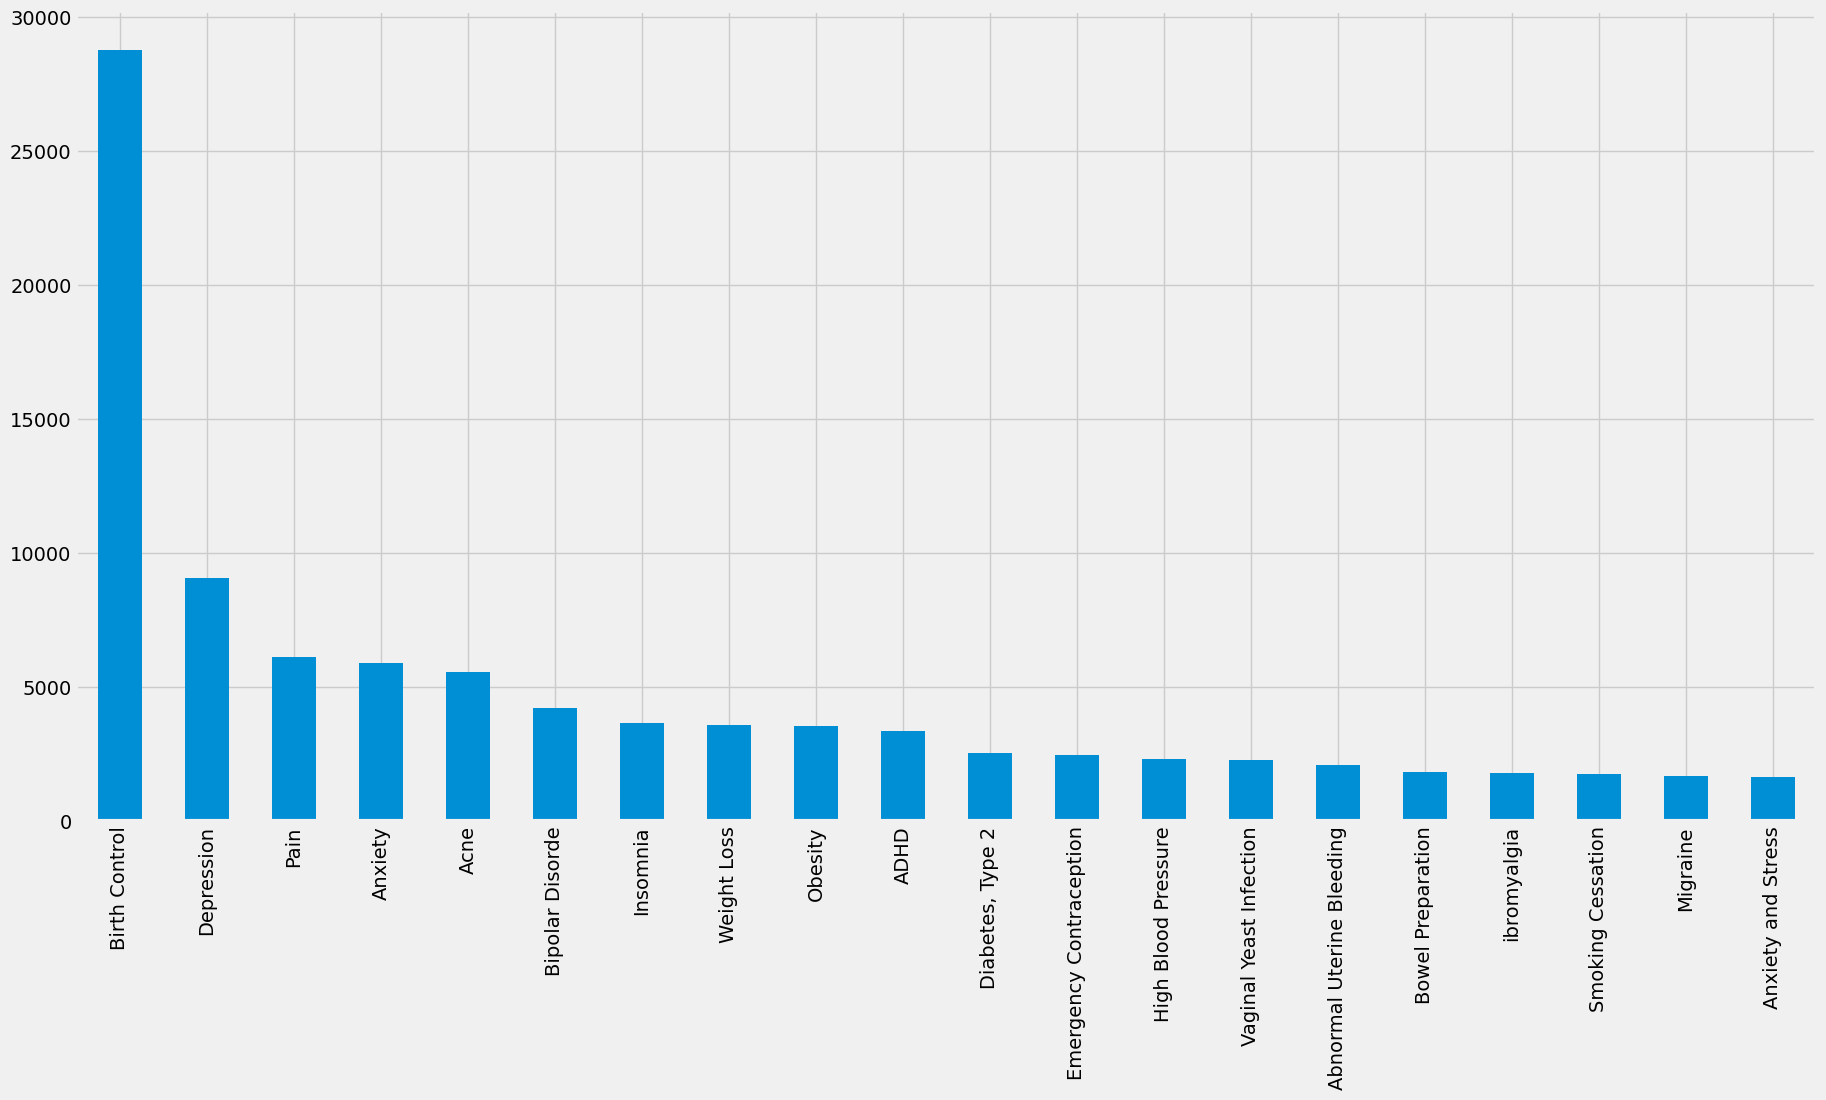 30000
25000
20000
15000
10000
5000
0
Birth Control
Depression
Pain
Anxiety
Acne
Bipolar Disorde
Insomnia
Weight Loss
Obesity
ADHD
Diabetes, Type 2
Emergency Contraception
High Blood Pressure
Vaginal Yeast Infection
Abnormal Uterine Bleeding
Bowel Preparation
ibromyalgia
Smoking Cessation
Migraine
Anxiety and Stress